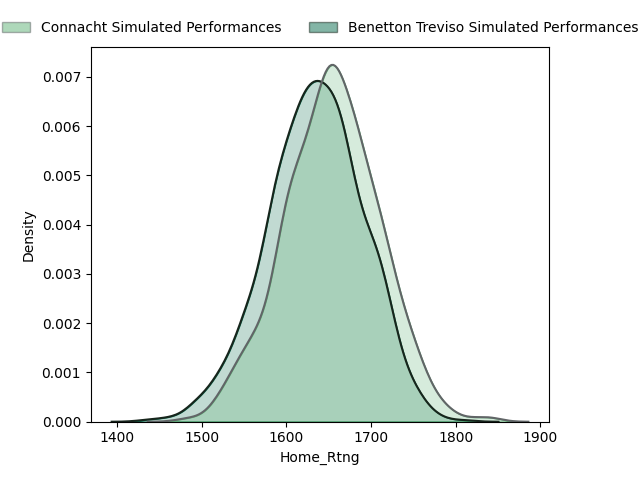 Connacht Simulated Performances
Benetton Treviso Simulated Performances
0.007
0.006
0.005
0.004
0.003
0.002
0.001
0.000
Density
1400 1500 1600 1700 1800 1900
Home_Rtng